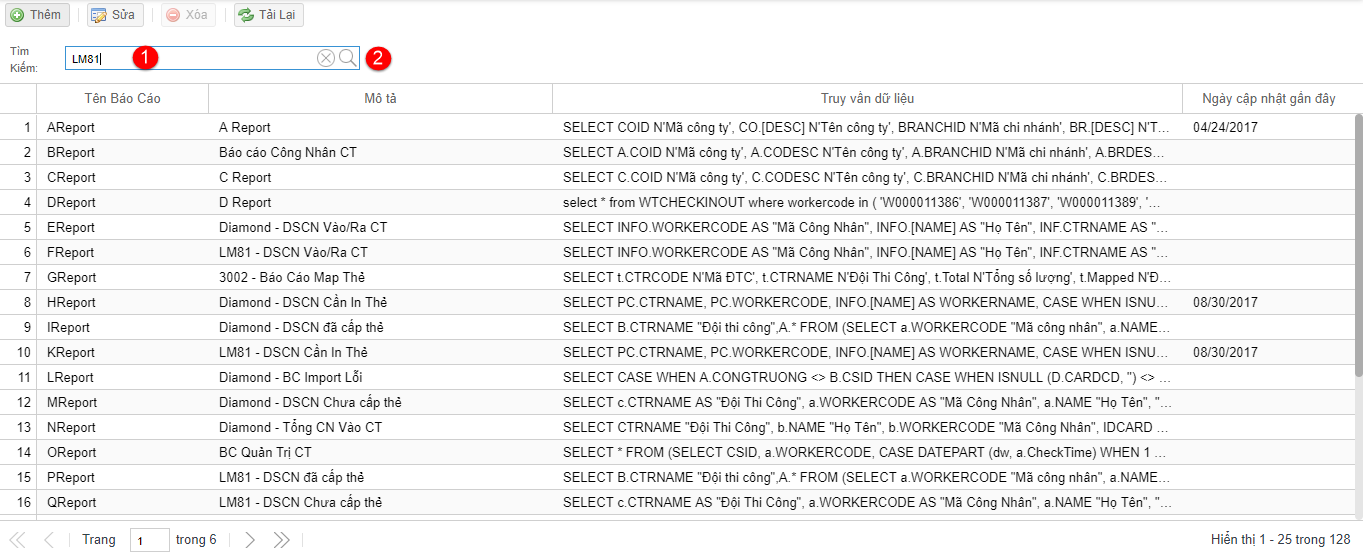 Thêm Sửa Xóa Tải Lại
Tìm
Kiếm: LM81 1 2
Tên Báo Cáo Mô tả Truy vấn dữ liệu Ngày cập nhật gần đây
1 AReport A Report SELECT COID N'Mã công ty', CO.[DESC] N'Tên công ty', BRANCHID N'Mã chi nhánh', BR.[DESC] N'T... 04/24/2017
2 BReport Báo cáo Công Nhân CT SELECT A.COID N'Mã công ty', A.CODESC N'Tên công ty', A.BRANCHID N'Mã chi nhánh', A.BRDES...
3 CReport C Report SELECT C.COID N'Mã công ty', C.CODESC N'Tên công ty', C.BRANCHID N'Mã chi nhánh', C.BRDES...
4 DReport D Report select * from WTCHECKINOUT where workercode in ( 'W000011386', 'W000011387', 'W000011389', '...
5 EReport Diamond - DSCN Vào/Ra CT SELECT INFO.WORKERCODE AS "Mã Công Nhân", INFO.[NAME] AS "Họ Tên", INF.CTRNAME AS "...
6 FReport LM81 - DSCN Vào/Ra CT SELECT INFO.WORKERCODE AS "Mã Công Nhân", INFO.[NAME] AS "Họ Tên", INF.CTRNAME AS "...
7 GReport 3002 - Báo Cáo Map Thẻ SELECT t.CTRCODE N'Mã ĐTC', t.CTRNAME N'Đội Thi Công', t.Total N'Tổng số lượng', t.Mapped N'Đ...
8 HReport Diamond - DSCN Cần In Thẻ SELECT PC.CTRNAME, PC.WORKERCODE, INFO.[NAME] AS WORKERNAME, CASE WHEN ISNU... 08/30/2017
9 IReport Diamond - DSCN đã cấp thẻ SELECT B.CTRNAME "Đội thi công",A.* FROM (SELECT a.WORKERCODE "Mã công nhân", a.NAME...
10 KReport LM81 - DSCN Cần In Thẻ SELECT PC.CTRNAME, PC.WORKERCODE, INFO.[NAME] AS WORKERNAME, CASE WHEN ISNU... 08/30/2017
11 LReport Diamond - BC Import Lỗi SELECT CASE WHEN A.CONGTRUONG <> B.CSID THEN CASE WHEN ISNULL (D.CARDCD, '') <> ...
12 MReport Diamond - DSCN Chưa cấp thẻ SELECT c.CTRNAME AS "Đội Thi Công", a.WORKERCODE AS "Mã Công Nhân", a.NAME "Họ Tên", "...
13 NReport Diamond - Tổng CN Vào CT SELECT CTRNAME "Đội Thi Công", b.NAME "Họ Tên", b.WORKERCODE "Mã Công Nhân", IDCARD ...
14 OReport BC Quản Trị CT SELECT * FROM (SELECT CSID, a.WORKERCODE, CASE DATEPART (dw, a.CheckTime) WHEN 1 ...
15 PReport LM81 - DSCN đã cấp thẻ SELECT B.CTRNAME "Đội thi công",A.* FROM (SELECT a.WORKERCODE "Mã công nhân", a.NAME...
16 QReport LM81 - DSCN Chưa cấp thẻ SELECT c.CTRNAME AS "Đội Thi Công", a.WORKERCODE AS "Mã Công Nhân", a.NAME "Họ Tên", "...
Trang 1 trong 6 Hiển thị 1 - 25 trong 128